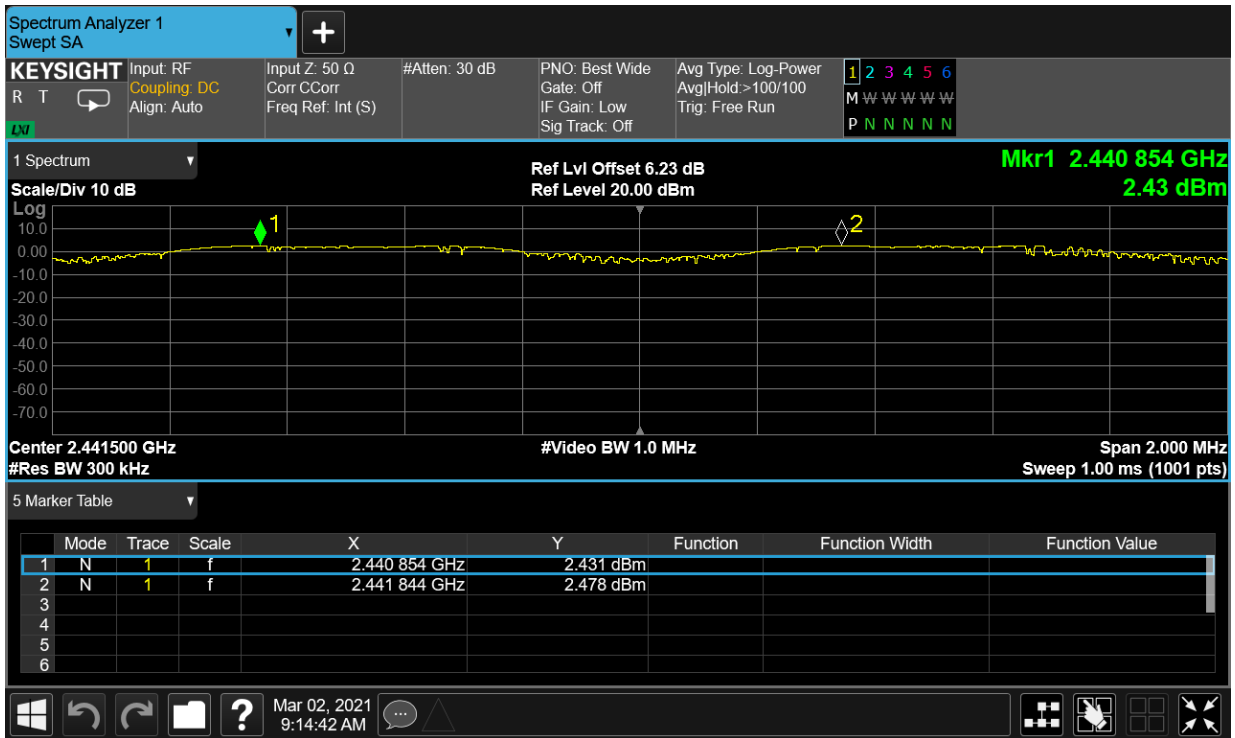 Spectrum Analyzer 1
Swept SA
KEYSIGHT
R T
LXI
Input: RF
Coupling: DC
Align: Auto
Input Z: 50 Ω
Corr CCorr
Freq Ref: Int (S)
#Atten: 30 dB
PNO: Best Wide
Gate: Off
IF Gain: Low
Sig Track: Off
Avg Type: Log-Power
Avg|Hold:>100/100
Trig: Free Run
1 2 3 4 5 6
M W W W W W
P N N N N N
1 Spectrum
Scale/Div 10 dB
Ref Lvl Offset 6.23 dB
Ref Level 20.00 dBm
Mkr1 2.440 854 GHz
2.43 dBm
Log
10.0
0.00
-10.0
-20.0
-30.0
-40.0
-50.0
-60.0
-70.0
1
2
Center 2.441500 GHz
#Res BW 300 kHz
#Video BW 1.0 MHz
Span 2.000 MHz
Sweep 1.00 ms (1001 pts)
5 Marker Table
Mode Trace Scale X Y Function Function Width Function Value
1 N 1 f 2.440 854 GHz 2.431 dBm
2 N 1 f 2.441 844 GHz 2.478 dBm
3
4
5
6
?
Mar 02, 2021
9:14:42 AM